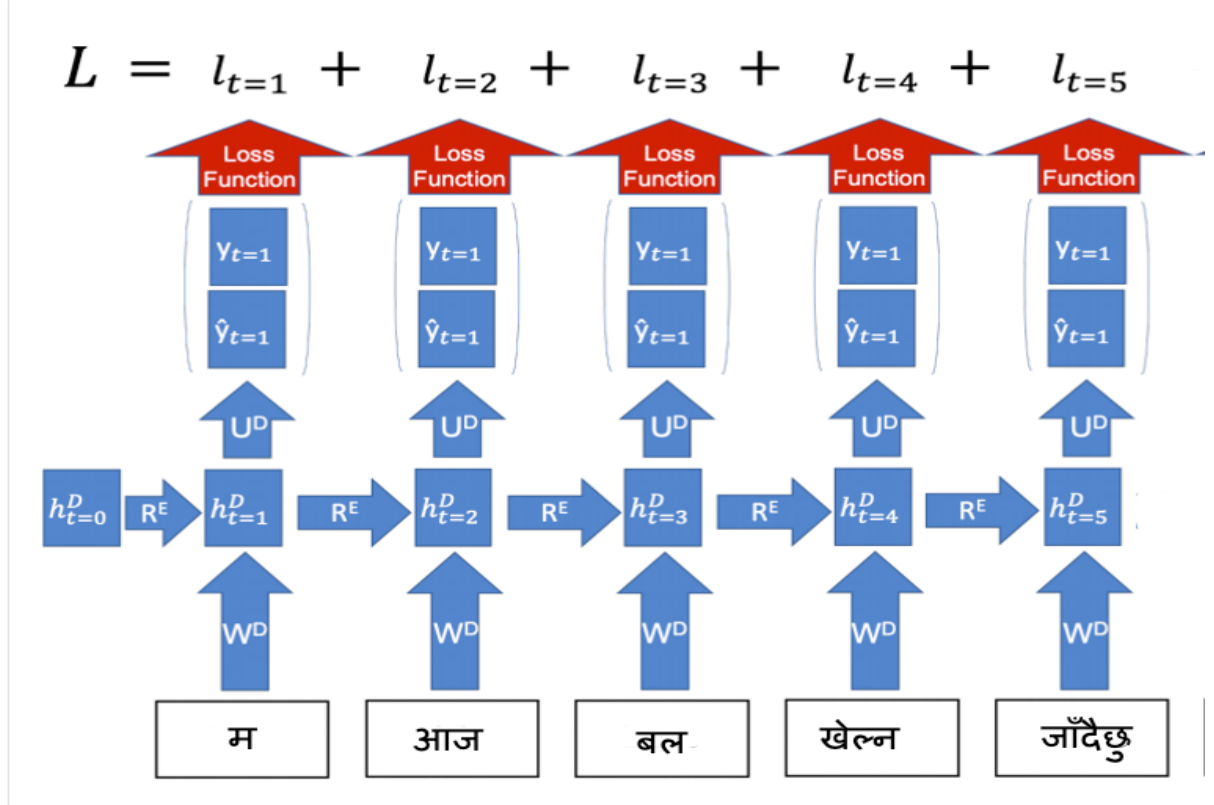 L = l_{t=1} + l_{t=2} + l_{t=3} + l_{t=4} + l_{t=5}
Loss Function Loss Function Loss Function Loss Function Loss Function
y_{t=1} y_{t=1} y_{t=1} y_{t=1} y_{t=1}
ŷ_{t=1} ŷ_{t=1} ŷ_{t=1} ŷ_{t=1} ŷ_{t=1}
U^D U^D U^D U^D U^D
h^D_{t=0} R^E h^D_{t=1} R^E h^D_{t=2} R^E h^D_{t=3} R^E h^D_{t=4} R^E h^D_{t=5}
W^D W^D W^D W^D W^D
म आज बल खेल्न जाँदैछु